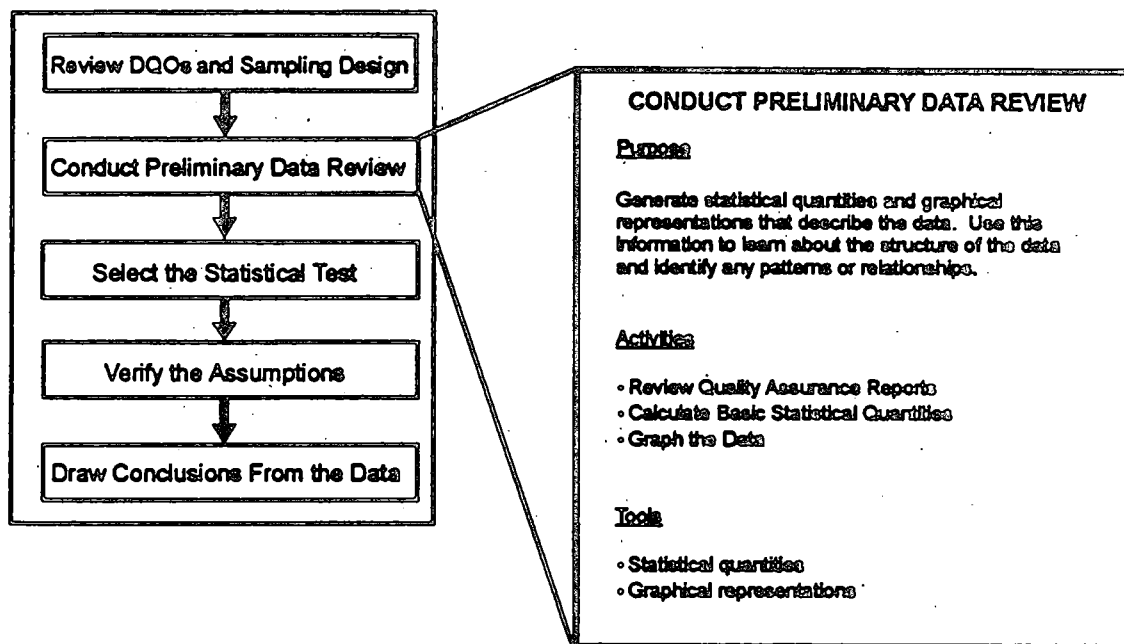 Review DQOs and Sampling Design
Conduct Preliminary Data Review
Select the Statistical Test
Verify the Assumptions
Draw Conclusions From the Data
CONDUCT PRELIMINARY DATA REVIEW
Purpose
Generate statistical quantities and graphical
representations that describe the data. Use this
information to learn about the structure of the data
and identify any patterns or relationships.
Activities
• Review Quality Assurance Reports
• Calculate Basic Statistical Quantities
• Graph the Data
Tools
• Statistical quantities
• Graphical representations